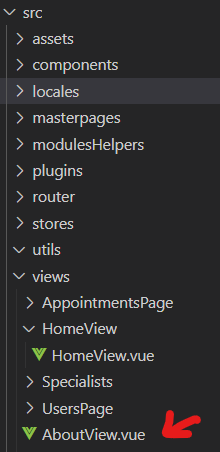 src
assets
components
locales
masterpages
modulesHelpers
plugins
router
stores
utils
views
AppointmentsPage
HomeView
HomeView.vue
Specialists
UsersPage
AboutView.vue